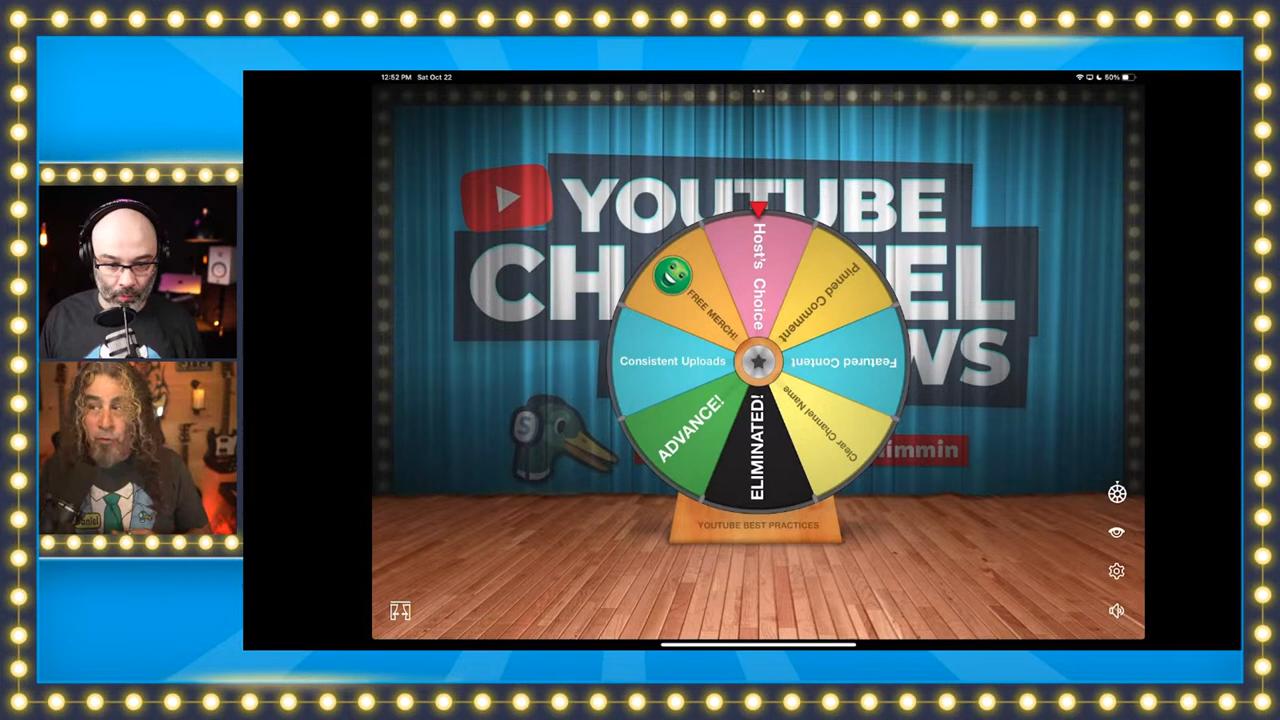 12:52 PM Sat Oct 22
50%
YOUTUBE
CH EL
WS
immin
S
Host's Choice
Pinned Comment
Featured Content
Clear Channel Name
ELIMINATED!
ADVANCE!
Consistent Uploads
FREE MERCH!
YOUTUBE BEST PRACTICES
Daniel